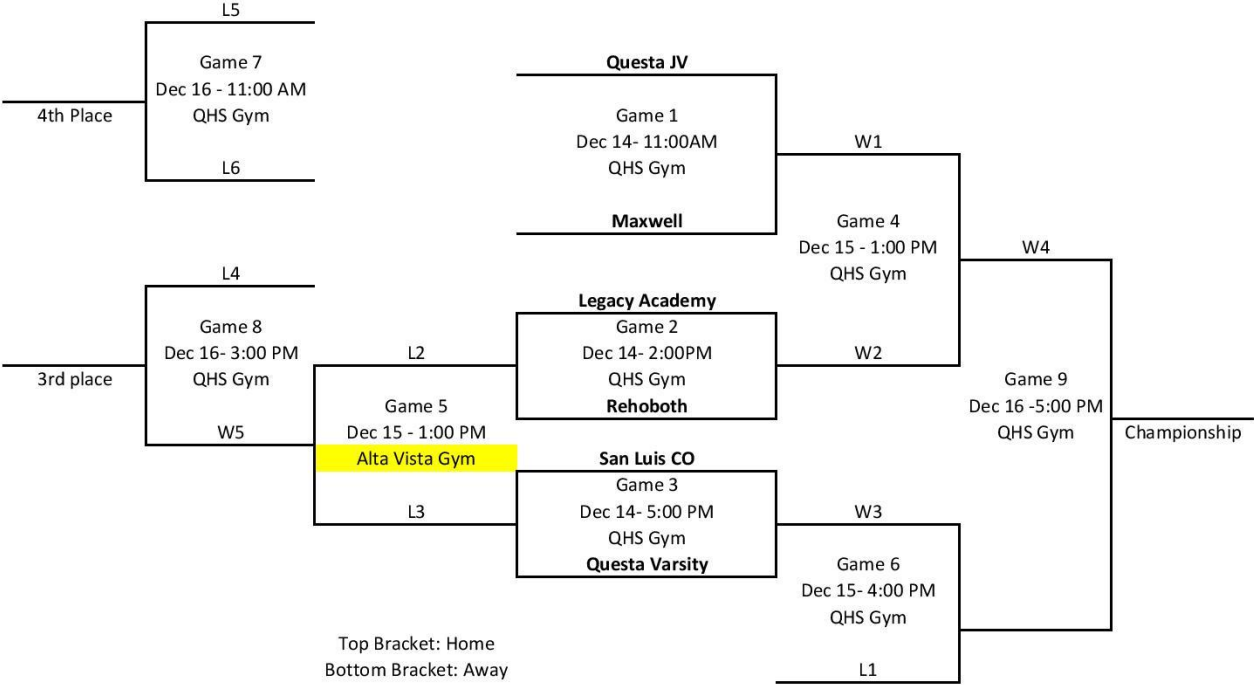 L5
Game 7
Dec 16 - 11:00 AM
QHS Gym
4th Place
L6
Questa JV
Game 1
Dec 14- 11:00AM
QHS Gym
Maxwell
W1
Game 4
Dec 15 - 1:00 PM
QHS Gym
W4
L4
Game 8
Dec 16- 3:00 PM
QHS Gym
3rd place
W5
L2
Game 5
Dec 15 - 1:00 PM
Alta Vista Gym
L3
Legacy Academy
Game 2
Dec 14- 2:00PM
QHS Gym
Rehoboth
W2
Game 9
Dec 16 -5:00 PM
QHS Gym
Championship
San Luis CO
Game 3
Dec 14- 5:00 PM
QHS Gym
Questa Varsity
W3
Game 6
Dec 15- 4:00 PM
QHS Gym
L1
Top Bracket: Home
Bottom Bracket: Away